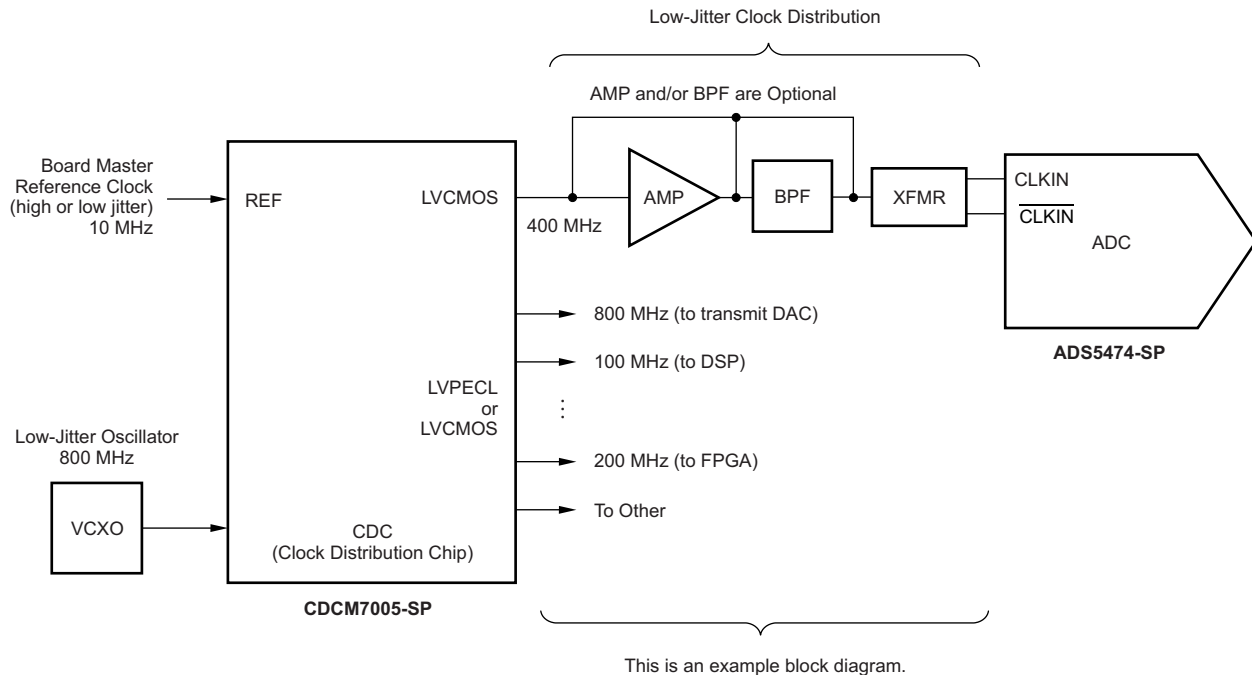 Low-Jitter Clock Distribution
AMP and/or BPF are Optional
Board Master
Reference Clock
(high or low jitter)
10 MHz
REF
LVCMOS
400 MHz
AMP
BPF
XFMR
CLKIN
CLKIN
ADC
ADS5474-SP
800 MHz (to transmit DAC)
100 MHz (to DSP)
LVPECL
or
LVCMOS
⋮
200 MHz (to FPGA)
To Other
Low-Jitter Oscillator
800 MHz
VCXO
CDC
(Clock Distribution Chip)
CDCM7005-SP
This is an example block diagram.